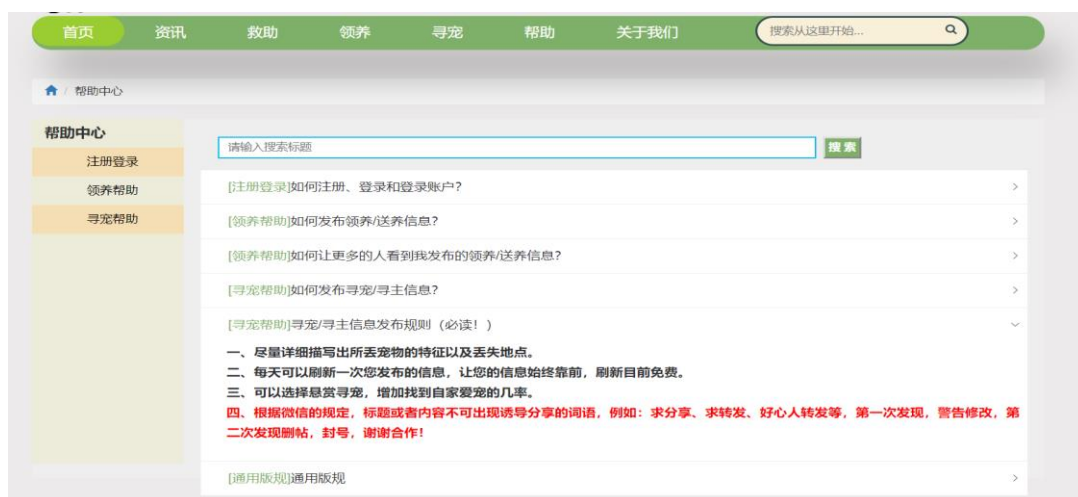 首页 资讯 救助 领养 寻宠 帮助 关于我们 搜索从这里开始...
/ 帮助中心
帮助中心
注册登录
领养帮助
寻宠帮助
请输入搜索标题 搜 索
[注册登录]如何注册、登录和登录账户?
[领养帮助]如何发布领养/送养信息?
[领养帮助]如何让更多的人看到我发布的领养/送养信息?
[寻宠帮助]如何发布寻宠/寻主信息?
[寻宠帮助]寻宠/寻主信息发布规则（必读！）
一、尽量详细描写出所丢宠物的特征以及丢失地点。
二、每天可以刷新一次您发布的信息，让您的信息始终靠前，刷新目前免费。
三、可以选择悬赏寻宠，增加找到自家爱宠的几率。
四、根据微信的规定，标题或者内容不可出现诱导分享的词语，例如：求分享、求转发、好心人转发等，第一次发现，警告修改，第
二次发现删帖，封号，谢谢合作！
[通用版规]通用版规